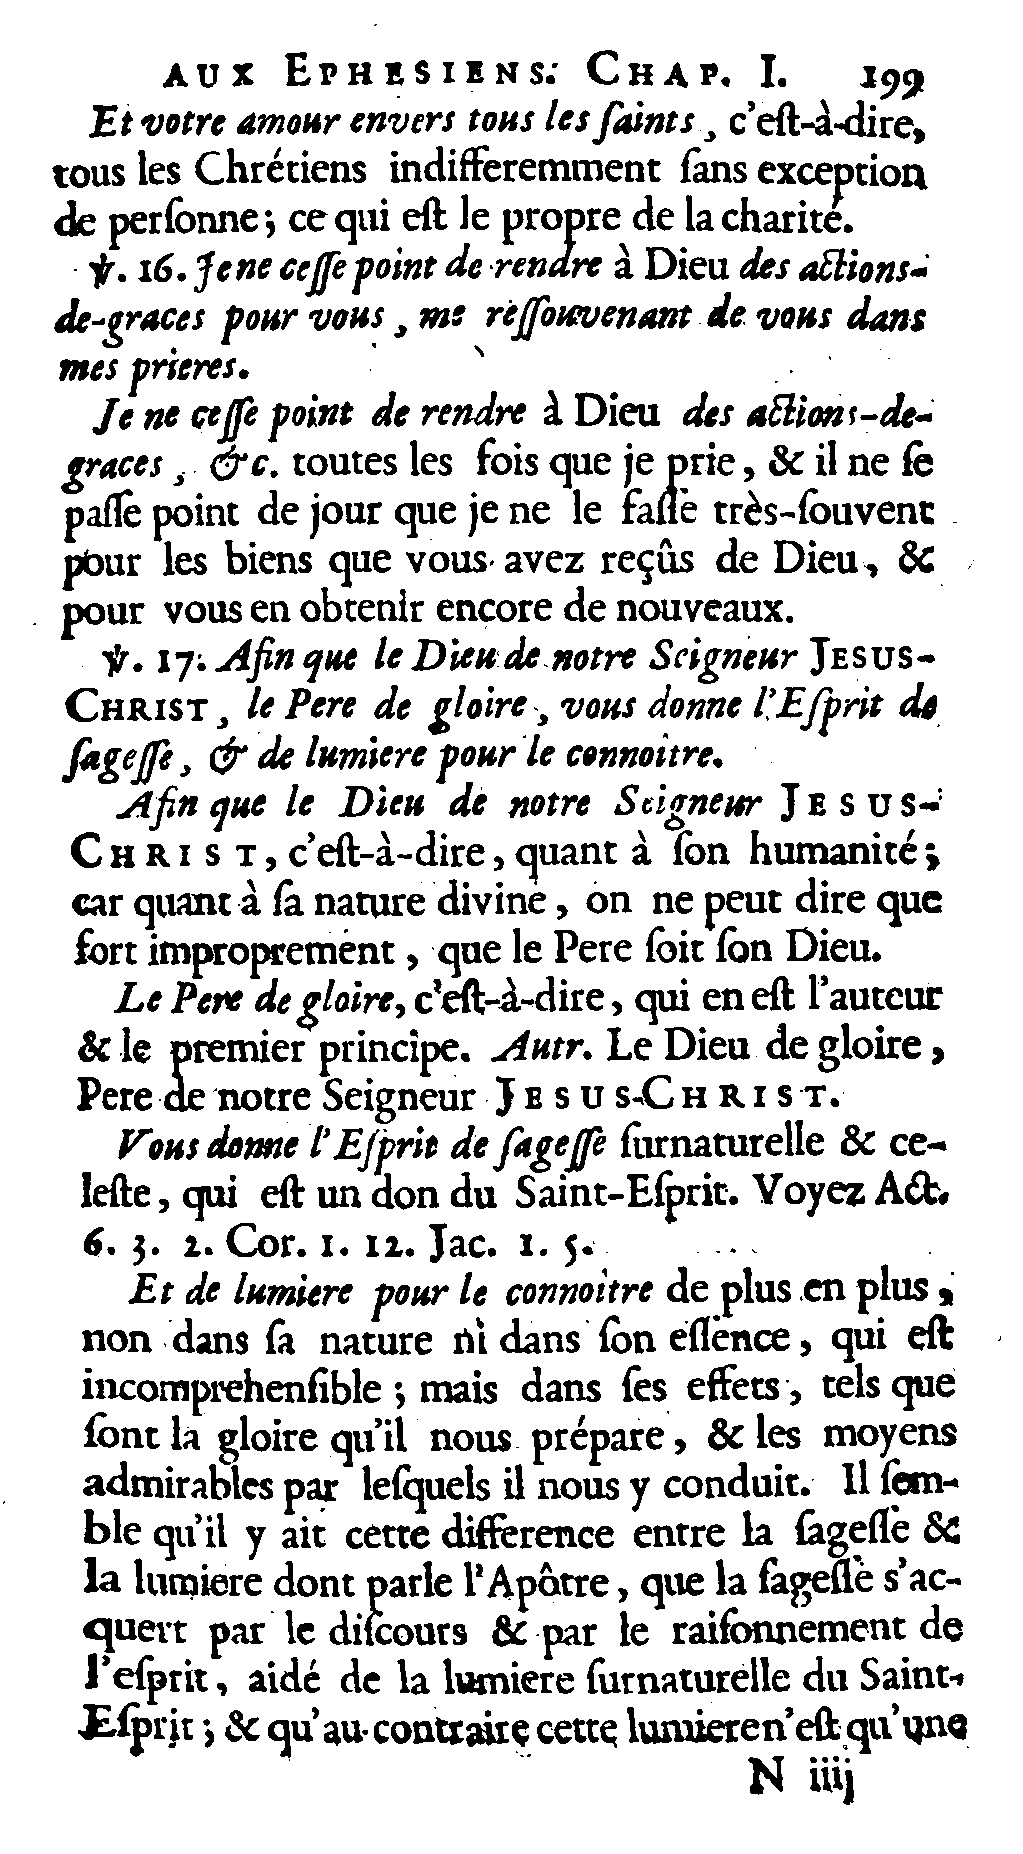 AUX EPHESIENS. CHAP. I. 199
Et votre amour envers tous les ſaints, c'eſt-à-dire,
tous les Chrétiens indifferemment ſans exception
de perſonne; ce qui eſt le propre de la charité.
℣. 16. Je ne ceſſe point de rendre à Dieu des actions-
de-graces pour vous, me reſſouvenant de vous dans
mes prieres.
Je ne ceſſe point de rendre à Dieu des actions-de-
graces, &c. toutes les fois que je prie, & il ne ſe
paſſe point de jour que je ne le faſſe très-ſouvent
pour les biens que vous avez reçûs de Dieu, &
pour vous en obtenir encore de nouveaux.
℣. 17. Afin que le Dieu de notre Seigneur JESUS-
CHRIST, le Pere de gloire, vous donne l'Eſprit de
ſageſſe, & de lumiere pour le connoître.
Afin que le Dieu de notre Seigneur JESUS-
CHRIST, c'eſt-à-dire, quant à ſon humanité;
car quant à ſa nature divine, on ne peut dire que
fort improprement, que le Pere ſoit ſon Dieu.
Le Pere de gloire, c'eſt-à-dire, qui en eſt l'auteur
& le premier principe. Autr. Le Dieu de gloire,
Pere de notre Seigneur JESUS-CHRIST.
Vous donne l'Eſprit de ſageſſe ſurnaturelle & ce-
leſte, qui eſt un don du Saint-Eſprit. Voyez Act.
6. 3. 2. Cor. 1. 12. Jac. 1. 5.
Et de lumiere pour le connoître de plus en plus,
non dans ſa nature ni dans ſon eſſence, qui eſt
incomprehenſible; mais dans ſes effets, tels que
ſont la gloire qu'il nous prépare, & les moyens
admirables par leſquels il nous y conduit. Il ſem-
ble qu'il y ait cette difference entre la ſageſſe &
la lumiere dont parle l'Apôtre, que la ſageſſe s'ac-
quert par le diſcours & par le raiſonnement de
l'eſprit, aidé de la lumiere ſurnaturelle du Saint-
Eſprit; & qu'au contraire cette lumiere n'eſt qu'une
N iiij